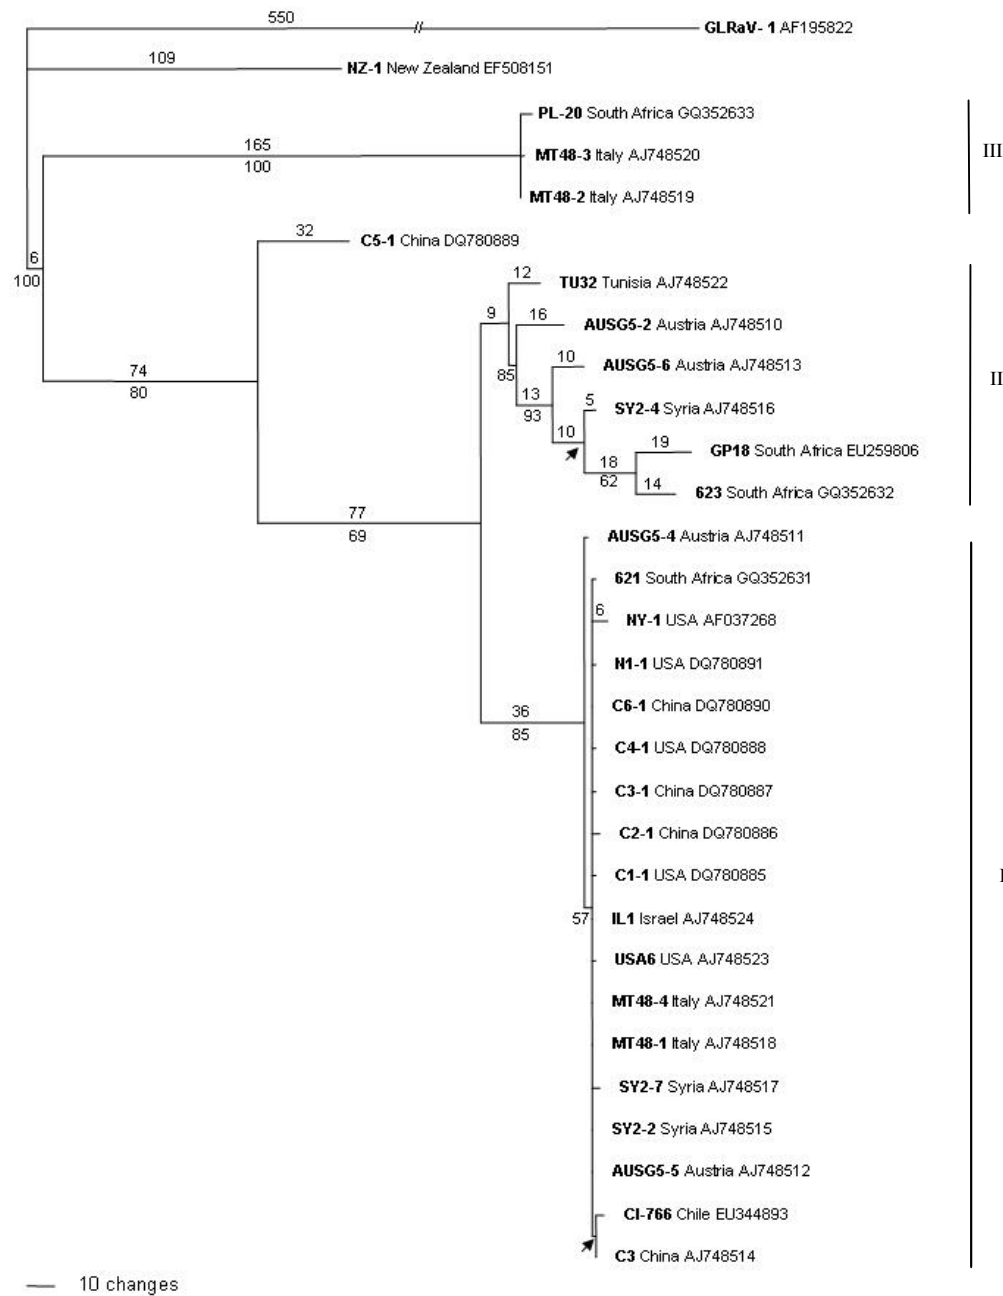 550
GLRaV- 1 AF195822
109
NZ-1 New Zealand EF508151
PL-20 South Africa GQ352633
165
MT48-3 Italy AJ748520
III
100
MT48-2 Italy AJ748519
32
C5-1 China DQ780889
6
100
12
TU32 Tunisia AJ748522
9
16
AUSG5-2 Austria AJ748510
10
AUSG5-6 Austria AJ748513
85
74
80
13
93
5
SY2-4 Syria AJ748516
II
10
19
GP18 South Africa EU259806
18
62
14
623 South Africa GQ352632
77
69
AUSG5-4 Austria AJ748511
621 South Africa GQ352631
6
NY-1 USA AF037268
N1-1 USA DQ780891
C6-1 China DQ780890
36
85
C4-1 USA DQ780888
C3-1 China DQ780887
C2-1 China DQ780886
C1-1 USA DQ780885
I
57
IL1 Israel AJ748524
USA6 USA AJ748523
MT48-4 Italy AJ748521
MT48-1 Italy AJ748518
SY2-7 Syria AJ748517
SY2-2 Syria AJ748515
AUSG5-5 Austria AJ748512
CI-766 Chile EU344893
C3 China AJ748514
10 changes